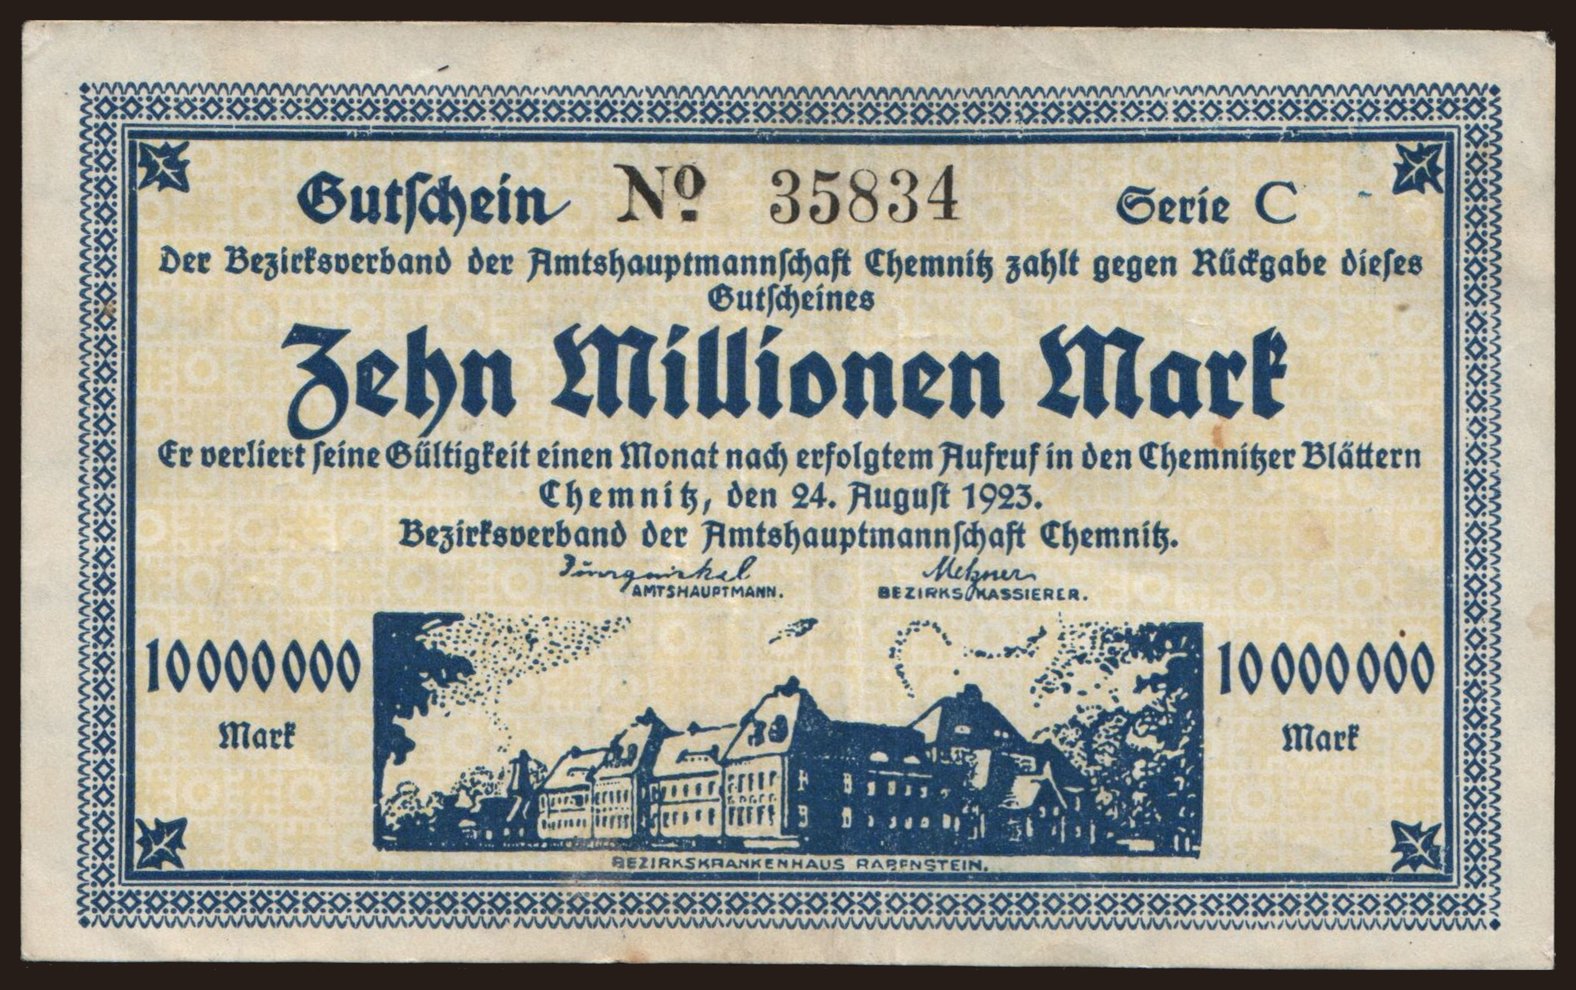 Gutschein No 35834 Serie C
Der Bezirksverband der Amtshauptmannschaft Chemnitz zahlt gegen Rückgabe dieses
Gutscheines
Zehn Millionen Mark
Er verliert seine Gültigkeit einen Monat nach erfolgtem Aufruf in den Chemnitzer Blättern
Chemnitz, den 24. August 1923.
Bezirksverband der Amtshauptmannschaft Chemnitz.
Metzner
AMTSHAUPTMANN. BEZIRKSKASSIERER.
10000000 10000000
Mark Mark
BEZIRKSKRANKENHAUS RABENSTEIN.